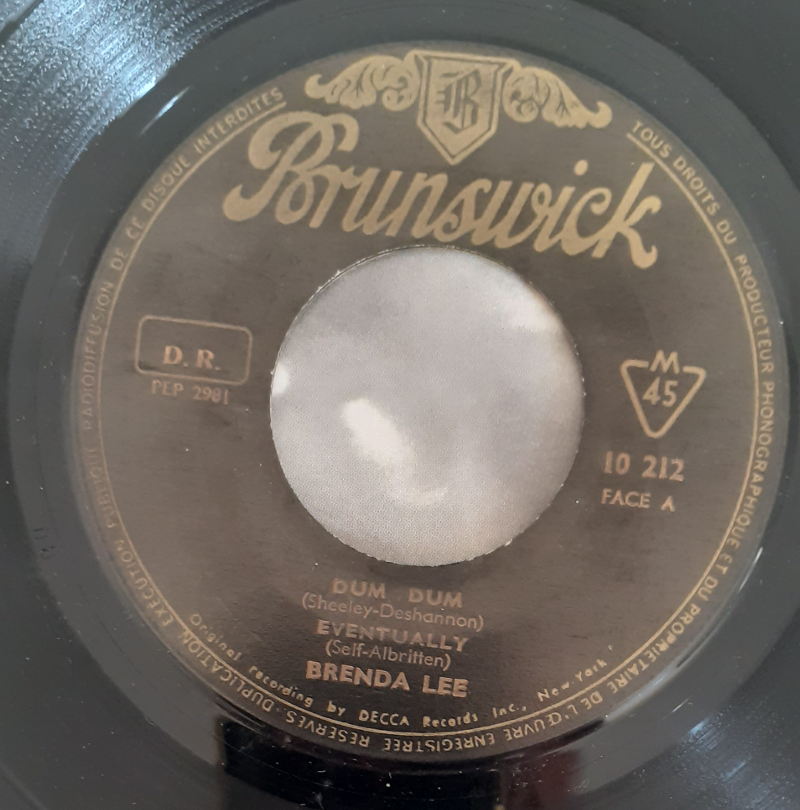 B
Brunswick
TOUS DROITS DU PRODUCTEUR PHONOGRAPHIQUE ET DU PROPRIETAIRE DE L'ŒUVRE ENREGISTREE RESERVES. DUPLICATION, EXECUTION PUBLIQUE, RADIODIFFUSION DE CE DISQUE INTERDITES
D. R.
PEP 2901
M
45
10 212
FACE A
DUM DUM
(Sheeley-Deshannon)
EVENTUALLY
(Self-Albritten)
BRENDA LEE
Original recording by DECCA Records Inc., New-York